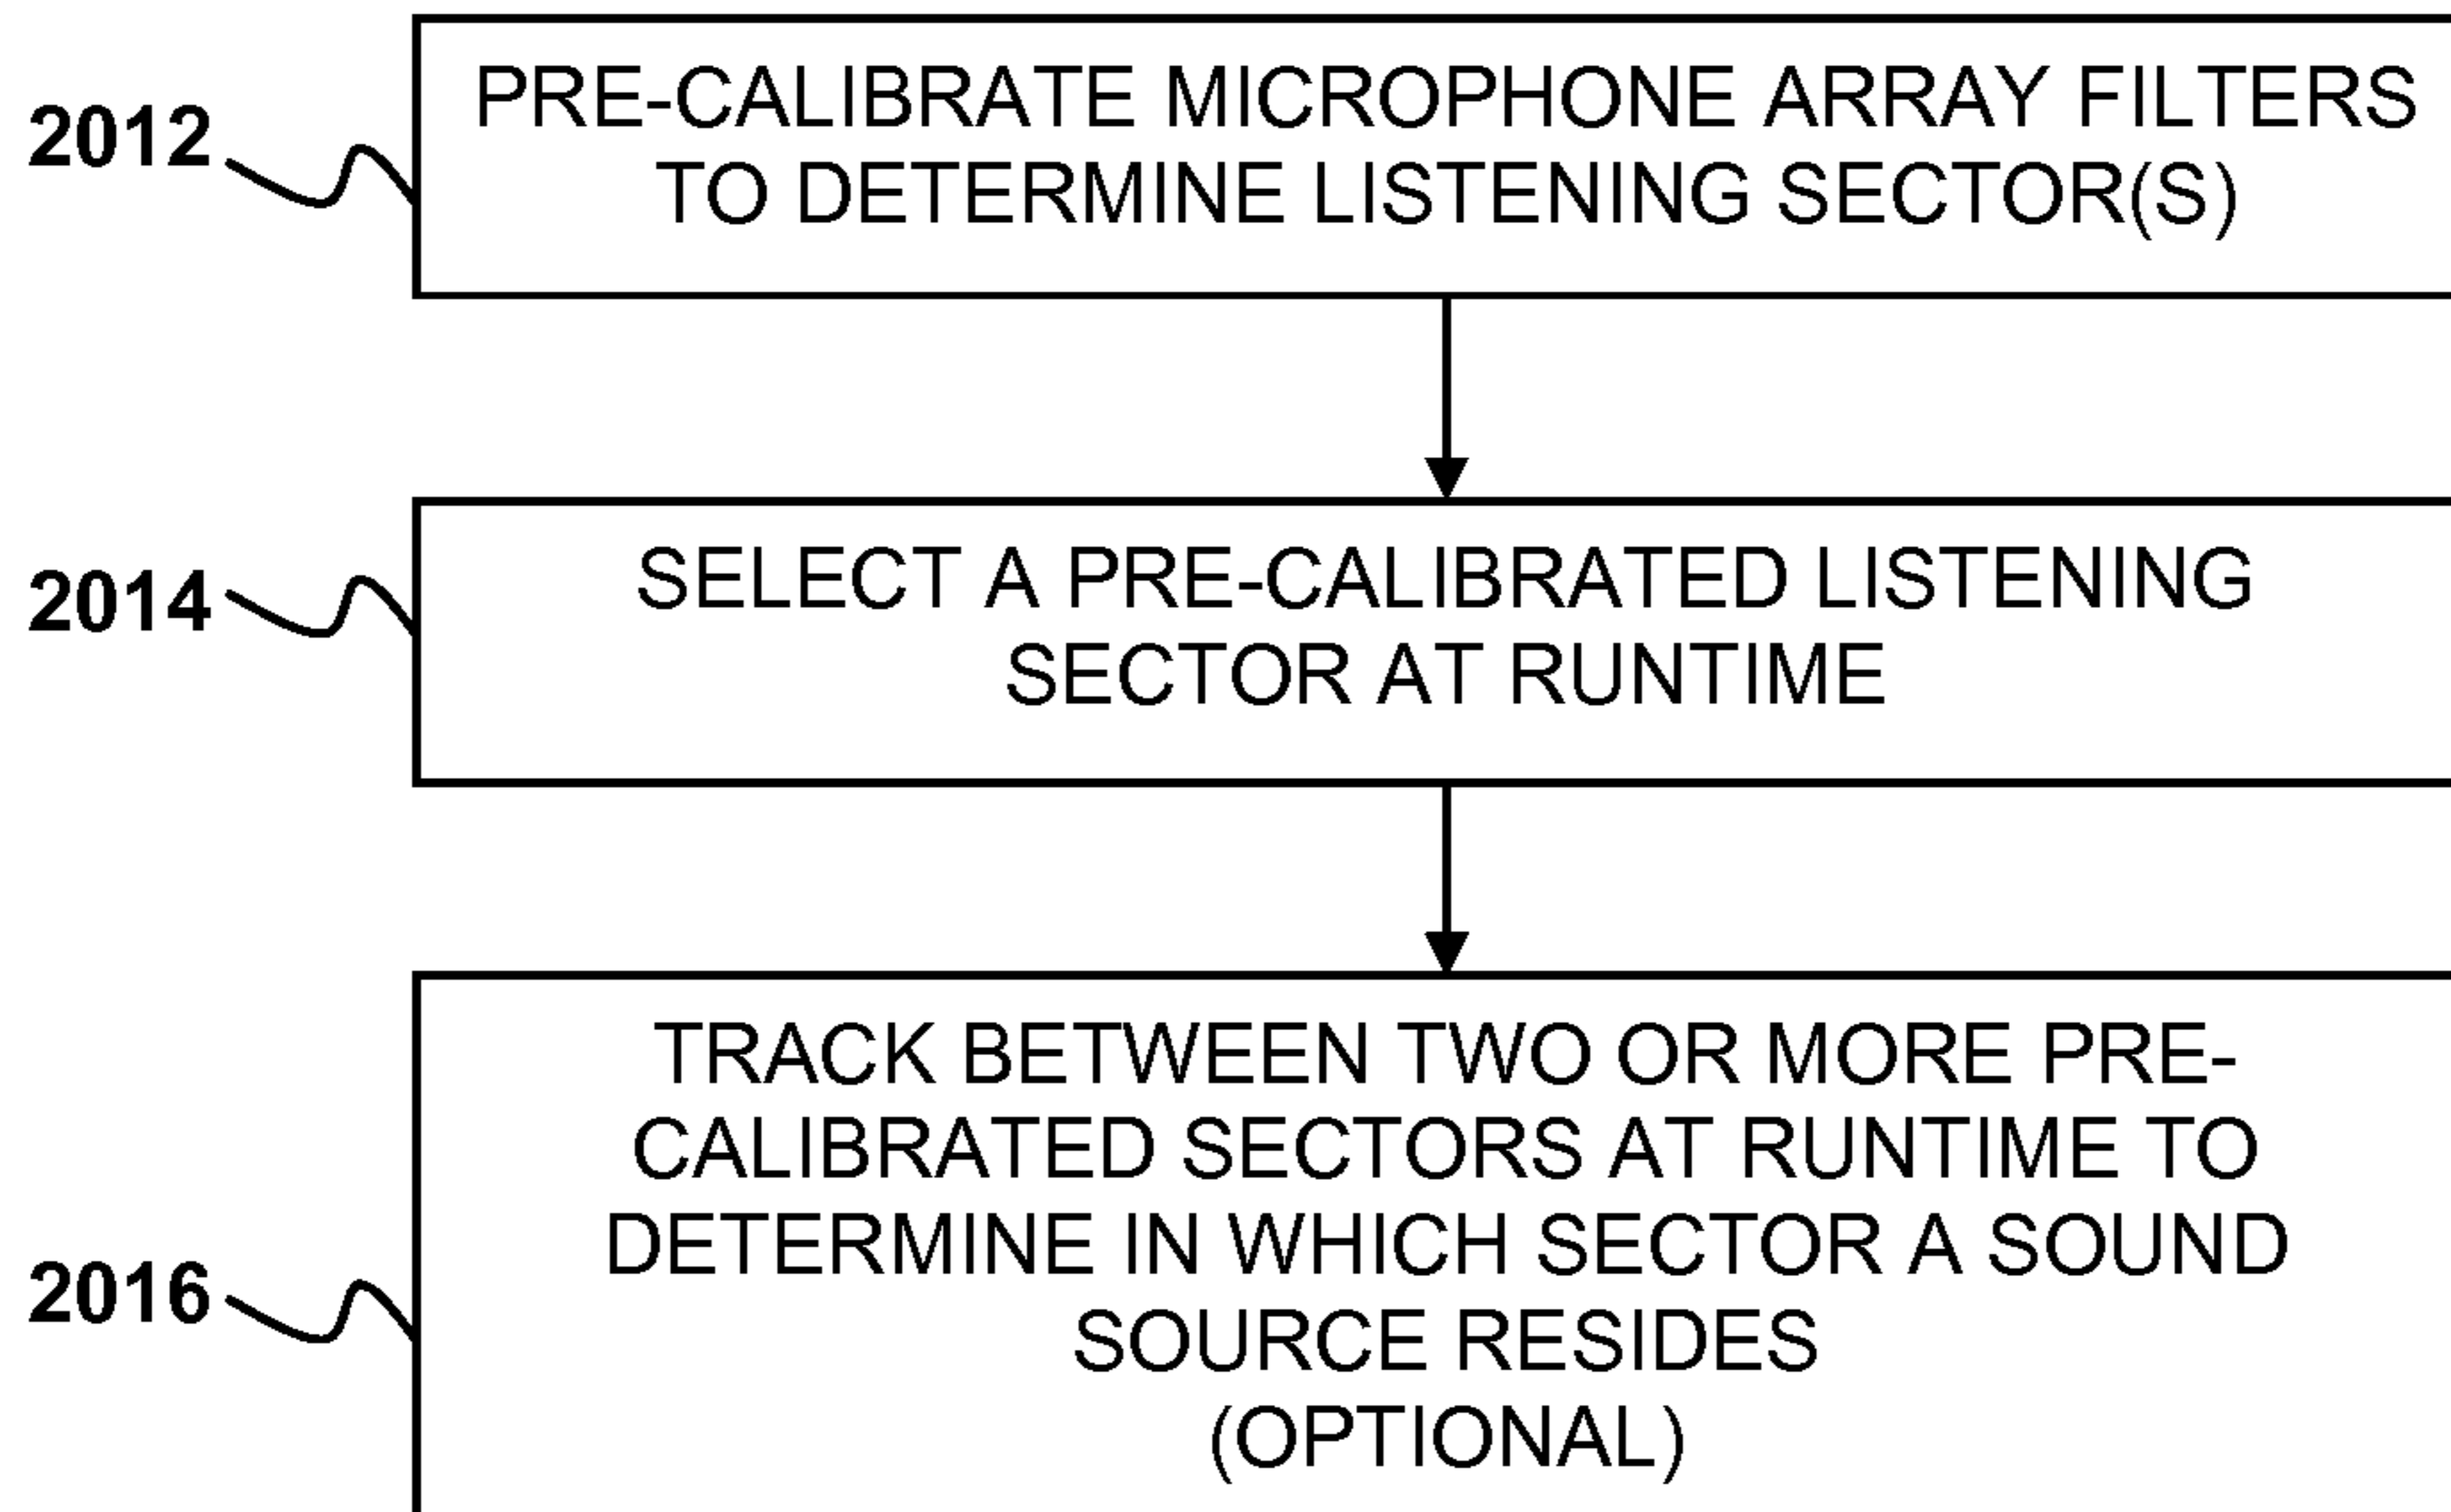 2012
PRE-CALIBRATE MICROPHONE ARRAY FILTERS
TO DETERMINE LISTENING SECTOR(S)
2014
SELECT A PRE-CALIBRATED LISTENING
SECTOR AT RUNTIME
2016
TRACK BETWEEN TWO OR MORE PRE-
CALIBRATED SECTORS AT RUNTIME TO
DETERMINE IN WHICH SECTOR A SOUND
SOURCE RESIDES
(OPTIONAL)